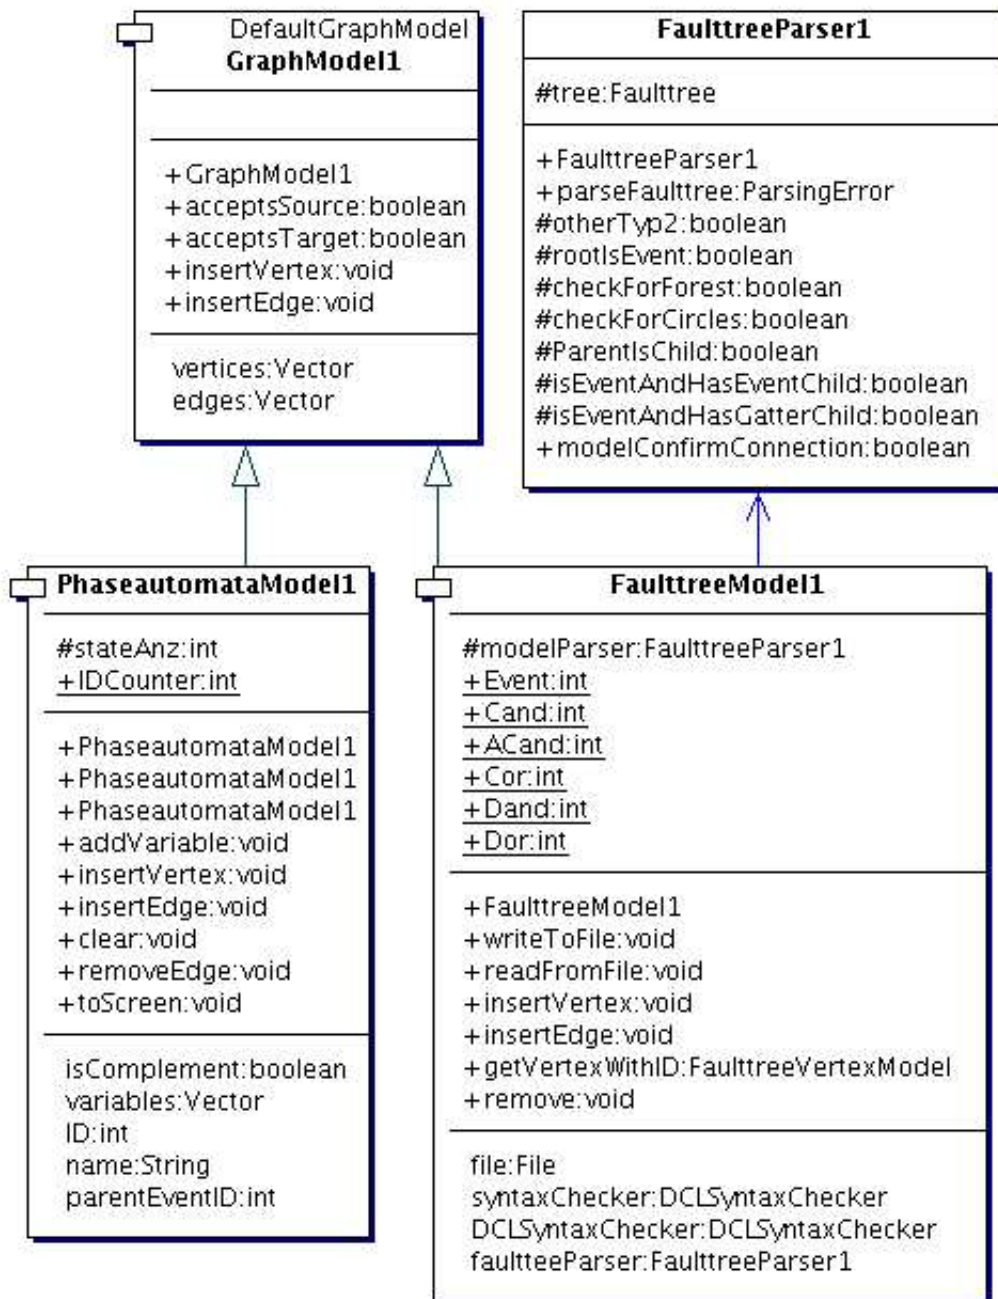 DefaultGraphModel
GraphModel1
+GraphModel1
+acceptsSource:boolean
+acceptsTarget:boolean
+insertVertex:void
+insertEdge:void
vertices:Vector
edges:Vector
FaulttreeParser1
#tree:Faulttree
+FaulttreeParser1
+parseFaulttree:ParsingError
#otherTyp2:boolean
#rootIsEvent:boolean
#checkForForest:boolean
#checkForCircles:boolean
#ParentIsChild:boolean
#isEventAndHasEventChild:boolean
#isEventAndHasGatterChild:boolean
+modelConfirmConnection:boolean
PhaseautomataModel1
#stateAnz:int
+IDCounter:int
+PhaseautomataModel1
+PhaseautomataModel1
+PhaseautomataModel1
+addVariable:void
+insertVertex:void
+insertEdge:void
+clear:void
+removeEdge:void
+toScreen:void
isComplement:boolean
variables:Vector
ID:int
name:String
parentEventID:int
FaulttreeModel1
#modelParser:FaulttreeParser1
+Event:int
+Cand:int
+ACand:int
+Cor:int
+Dand:int
+Dor:int
+FaulttreeModel1
+writeToFile:void
+readFromFile:void
+insertVertex:void
+insertEdge:void
+getVertexWithID:FaulttreeVertexModel
+remove:void
file:File
syntaxChecker:DCLSyntaxChecker
DCLSyntaxChecker:DCLSyntaxChecker
faultteeParser:FaulttreeParser1